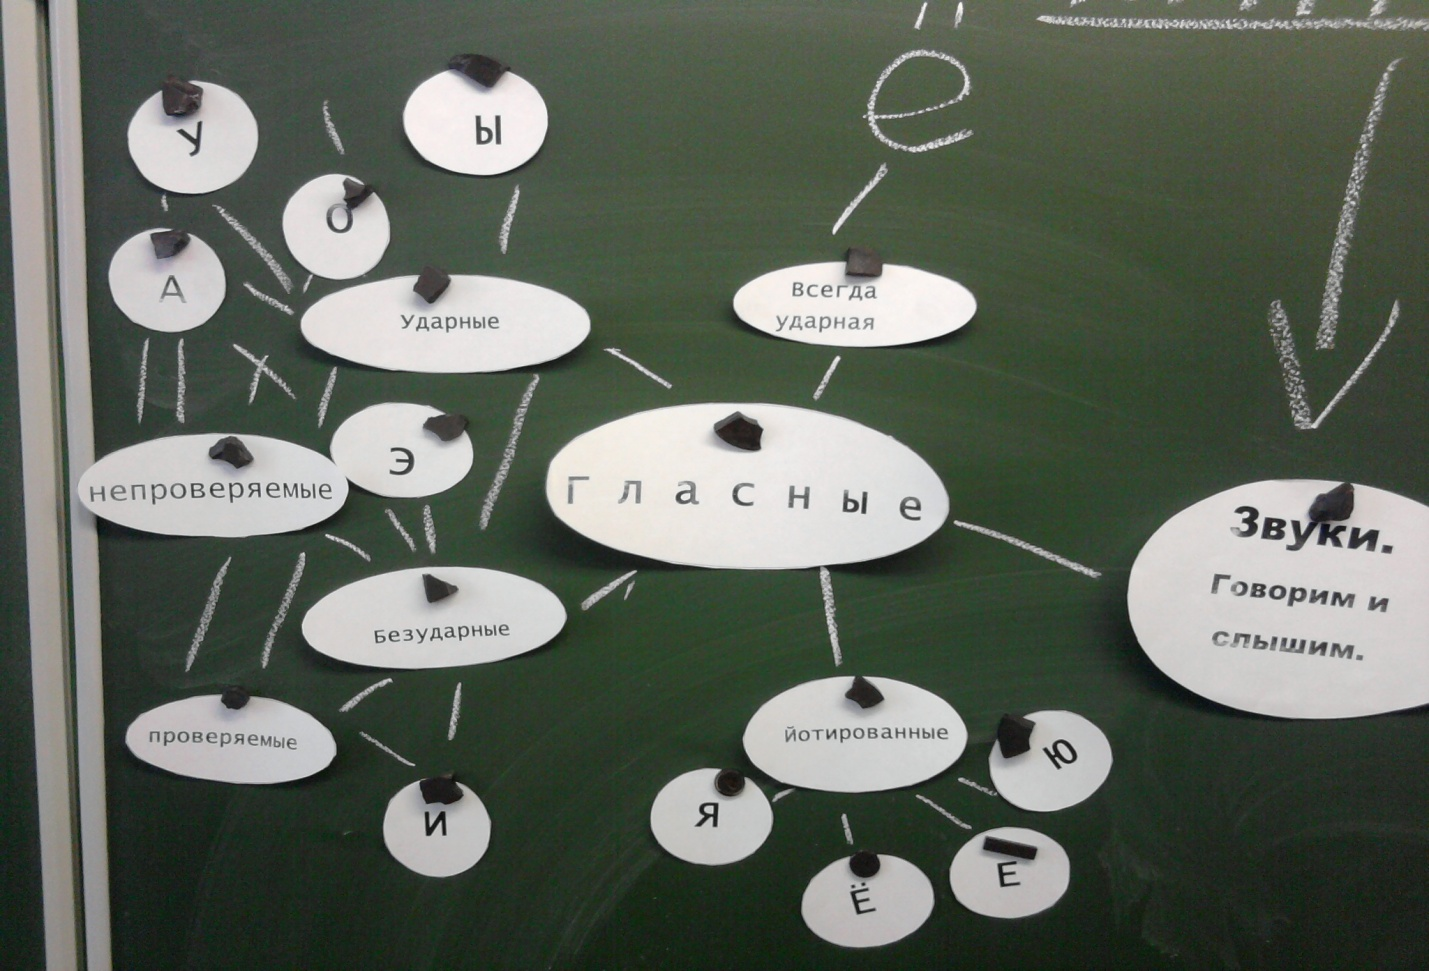 ё
У
Ы
О
А
Ударные
Всегда
ударная
Э
непроверяемые
Гласные
Звуки.
Говорим и
слышим.
Безударные
проверяемые
йотированные
Ю
И
Я
Ё
Е